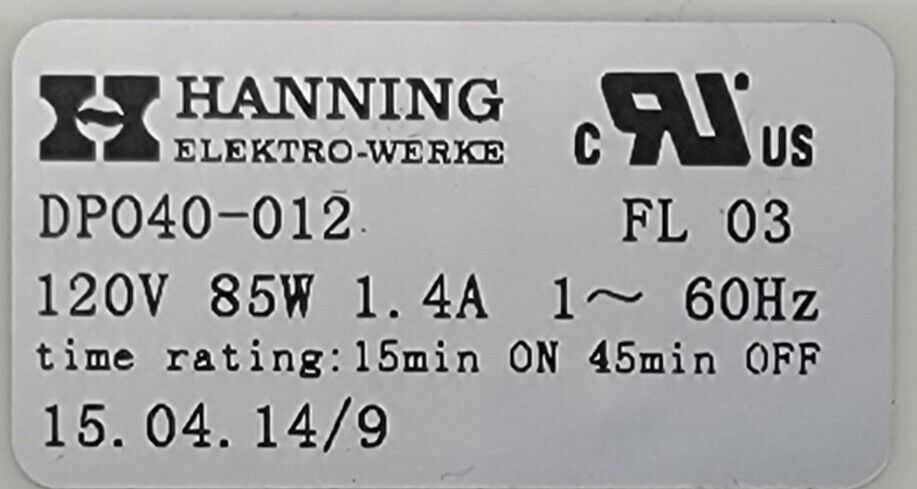 HANNING
ELEKTRO-WERKE
C RU US
DP040-012
FL 03
120V 85W 1.4A 1~ 60Hz
time rating:15min ON 45min OFF
15.04.14/9